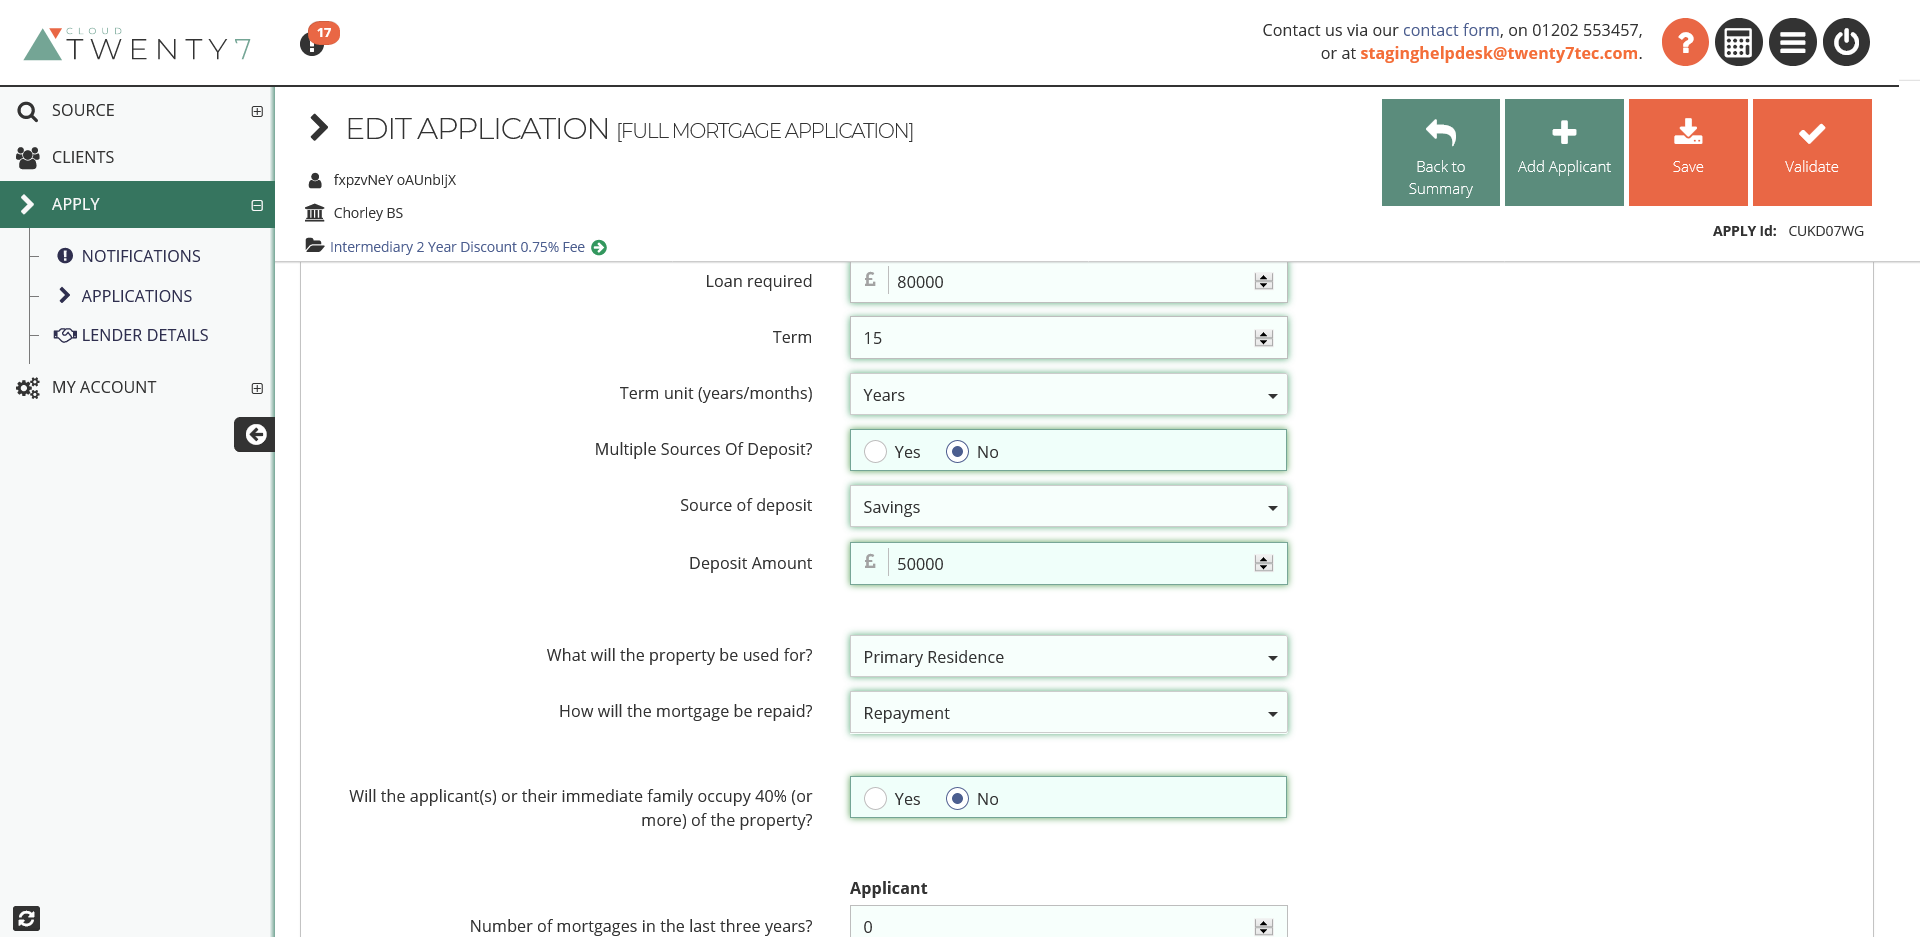 CLOUD
TWENTY 7
17
Contact us via our contact form, on 01202 553457,
or at staginghelpdesk@twenty7tec.com.
SOURCE
CLIENTS
APPLY
NOTIFICATIONS
APPLICATIONS
LENDER DETAILS
MY ACCOUNT
EDIT APPLICATION [FULL MORTGAGE APPLICATION]
fxpzvNeY oAUnbIjX
Chorley BS
Intermediary 2 Year Discount 0.75% Fee
Back to
Summary
Add Applicant
Save
Validate
APPLY Id: CUKD07WG
Loan required £ 80000
Term 15
Term unit (years/months) Years
Multiple Sources Of Deposit? Yes No
Source of deposit Savings
Deposit Amount £ 50000
What will the property be used for? Primary Residence
How will the mortgage be repaid? Repayment
Will the applicant(s) or their immediate family occupy 40% (or Yes No
more) of the property?
Applicant
Number of mortgages in the last three years? 0